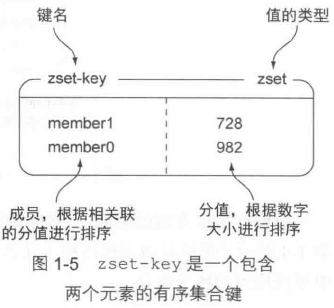 键名
值的类型
zset-key
zset
member1
728
member0
982
成员，根据相关联
的分值进行排序
分值，根据数字
大小进行排序
图 1-5 zset-key 是一个包含
两个元素的有序集合键